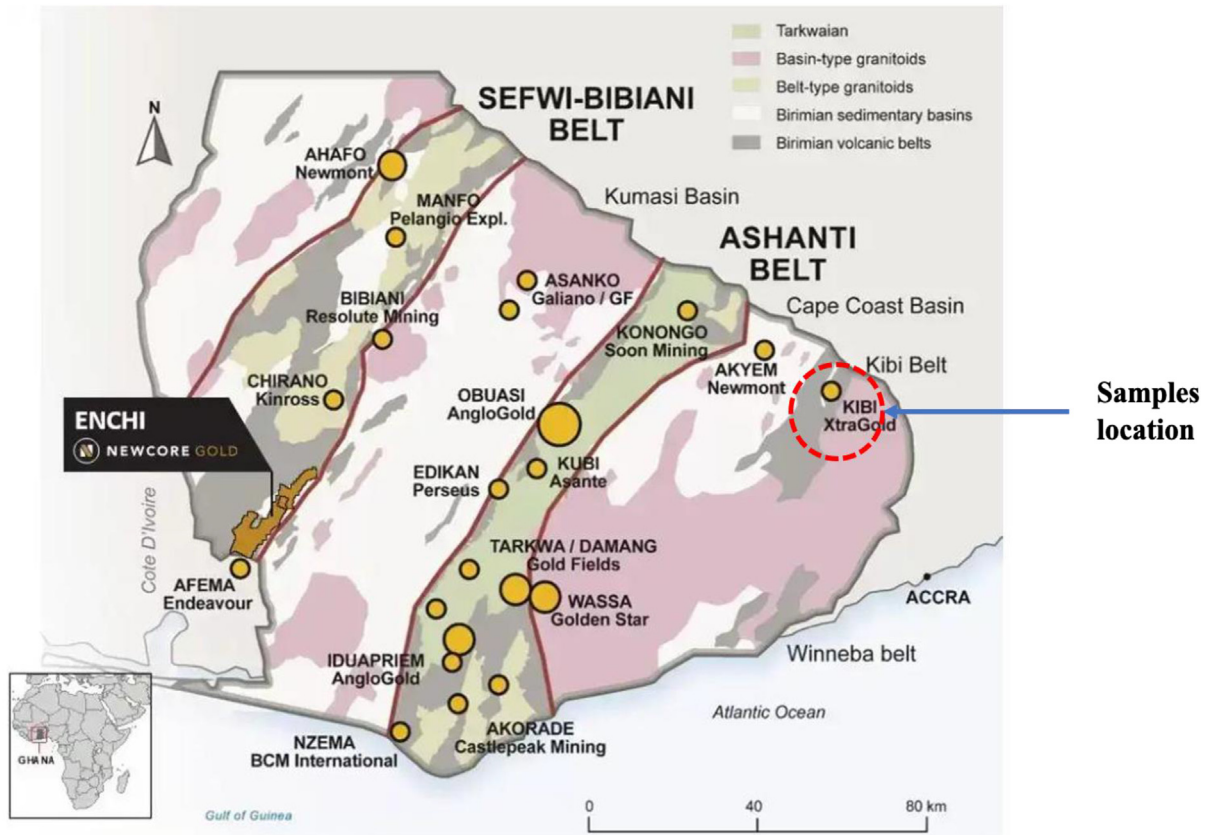 Tarkwaian
Basin-type granitoids
Belt-type granitoids
Birimian sedimentary basins
Birimian volcanic belts
N
SEFWI-BIBIANI
BELT
AHAFO
Newmont
MANFO
Pelangio Expl.
Kumasi Basin
ASHANTI
BELT
ASANKO
Galiano / GF
BIBIANI
Resolute Mining
Cape Coast Basin
KONONGO
Soon Mining
AKYEM
Newmont
Kibi Belt
CHIRANO
Kinross
OBUASI
AngloGold
KIBI
XtraGold
Samples
location
ENCHI
N NEWCORE GOLD
EDIKAN
Perseus
KUBI
Asante
Cote D'Ivoire
TARKWA / DAMANG
Gold Fields
AFEMA
Endeavour
WASSA
Golden Star
ACCRA
IDUAPRIEM
AngloGold
Winneba belt
Atlantic Ocean
AKORADE
Castlepeak Mining
NZEMA
BCM International
GHANA
Gulf of Guinea
0 40 80 km